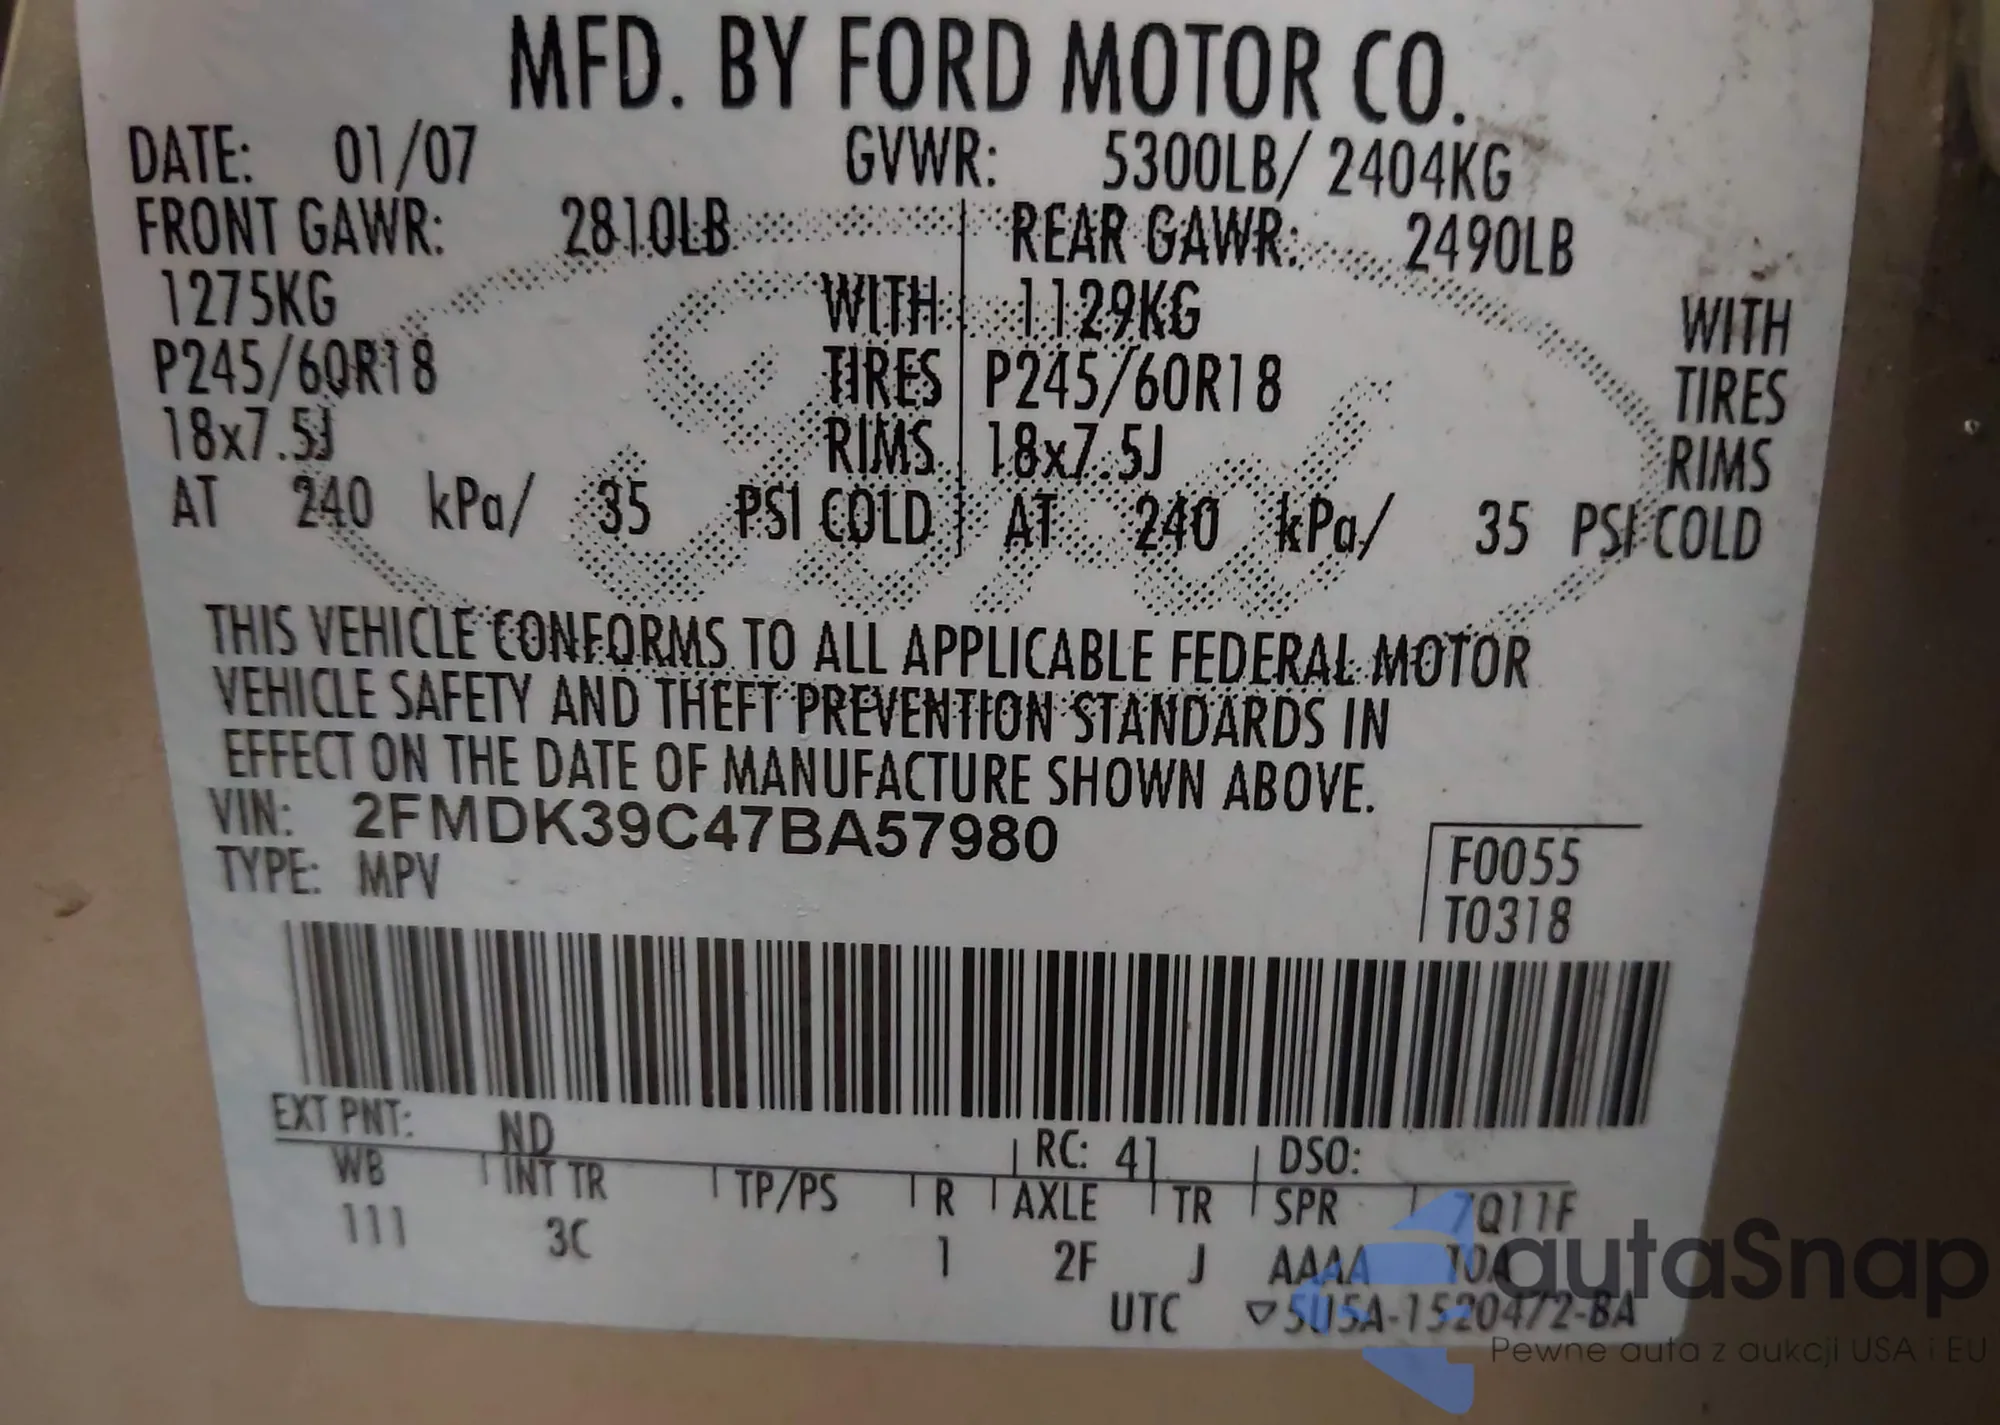 MFD. BY FORD MOTOR CO.
DATE: 01/07 GVWR: 5300LB/ 2404KG
FRONT GAWR: 2810LB REAR GAWR: 2490LB
1275KG WITH 1129KG WITH
P245/60R18 TIRES P245/60R18 TIRES
18x7.5J RIMS 18x7.5J RIMS
AT 240 kPa/ 35 PSI COLD AT 240 kPa/ 35 PSI COLD
THIS VEHICLE CONFORMS TO ALL APPLICABLE FEDERAL MOTOR
VEHICLE SAFETY AND THEFT PREVENTION STANDARDS IN
EFFECT ON THE DATE OF MANUFACTURE SHOWN ABOVE.
VIN: 2FMDK39C47BA57980
TYPE: MPV
F0055
T0318
EXT PNT: ND RC: 41 DSO:
WB INT TR TP/PS R AXLE TR SPR 7Q11F
111 3C 1 2F J AAAA T0A
UTC ▽5U5A-1520472-BA
autaSnap
Pewne auta z aukcji USA i EU